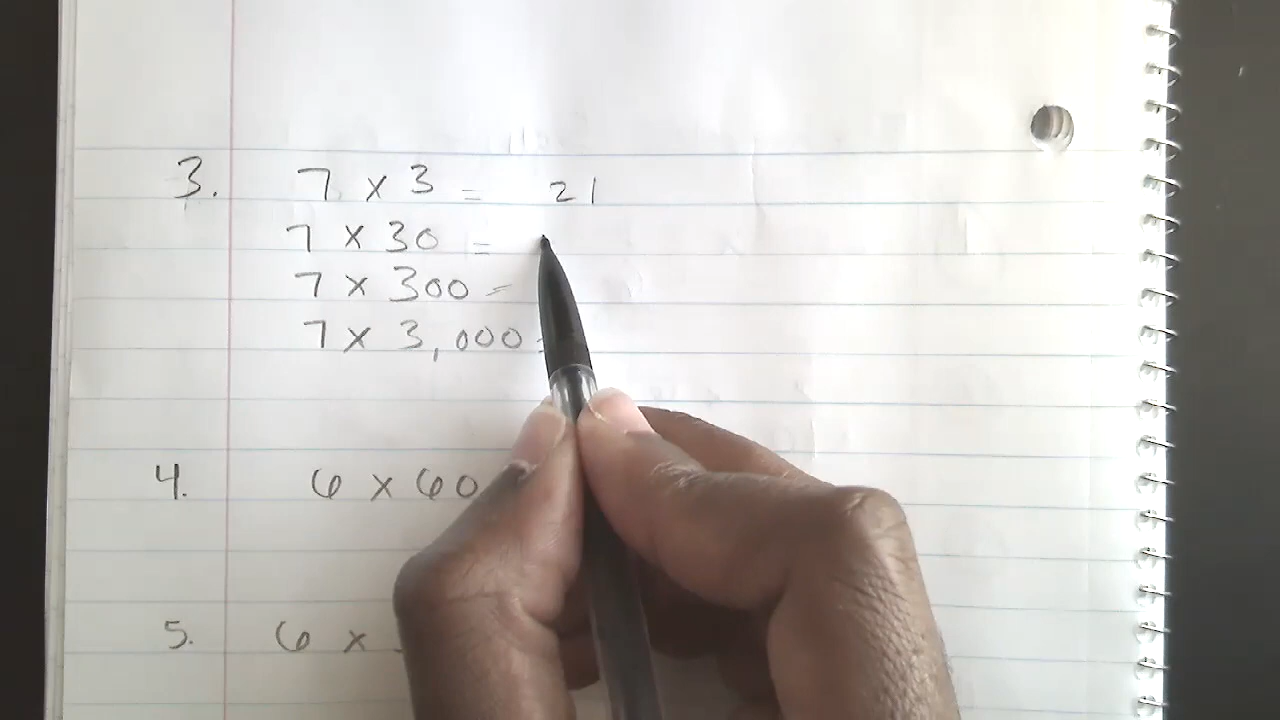 3. 7 x 3 = 21
7 x 30 =
7 x 300 =
7 x 3,000 =
4. 6 x 60
5. 6 x